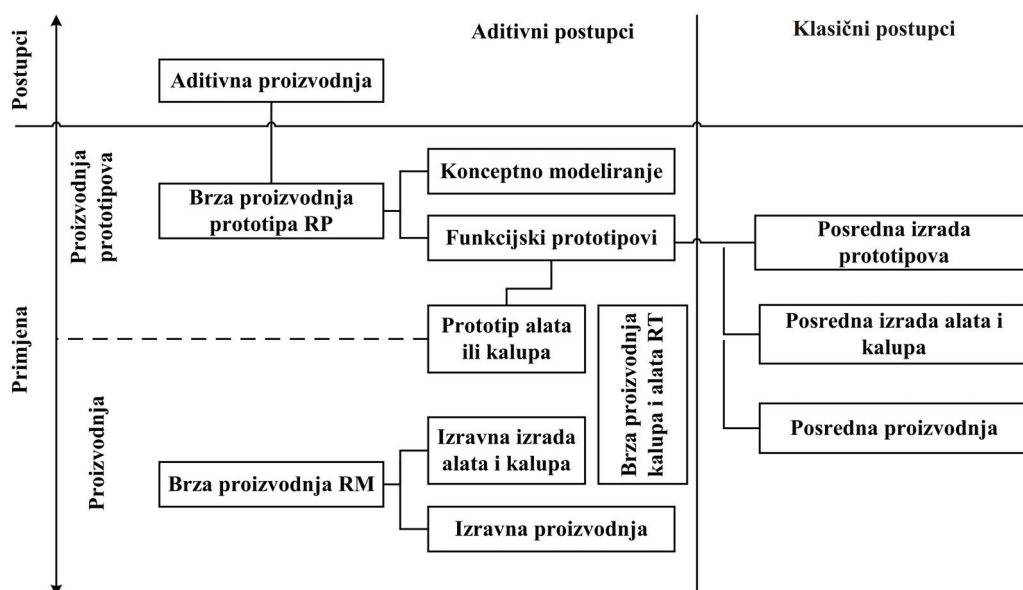 Postupci
Aditivni postupci
Klasični postupci
Aditivna proizvodnja
Proizvodnja
prototipova
Brza proizvodnja
prototipa RP
Konceptno modeliranje
Funkcijski prototipovi
Posredna izrada
prototipova
Primjena
Prototip alata
ili kalupa
Brza proizvodnja
kalupa i alata RT
Posredna izrada alata i
kalupa
Proizvodnja
Brza proizvodnja RM
Izravna izrada
alata i kalupa
Posredna proizvodnja
Izravna proizvodnja